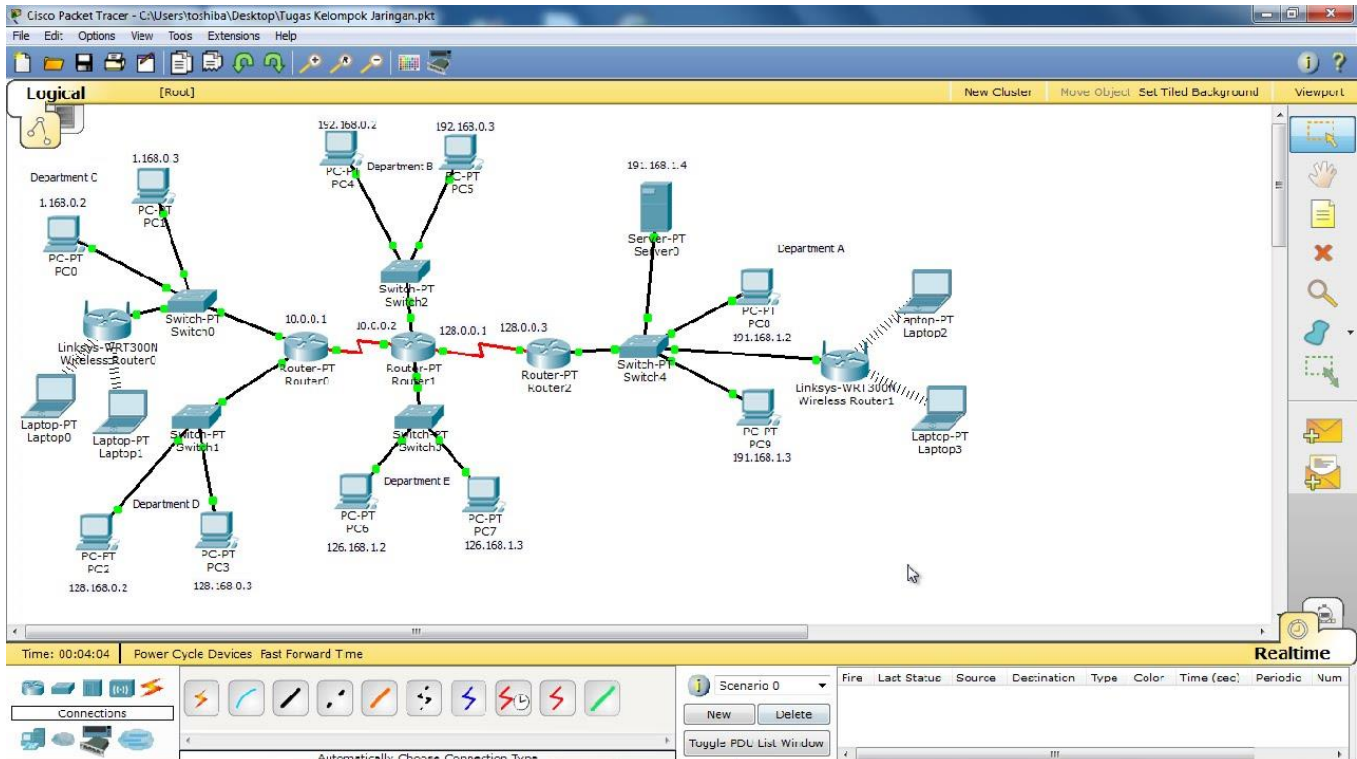 Cisco Packet Tracer - C:\Users\toshiba\Desktop\Tugas Kelompok Jaringan.pkt
File Edit Options View Tools Extensions Help
Logical
[Root]
New Cluster
Move Object
Set Tiled Background
Viewport
192.168.0.2
192.168.0.3
Department B
PC-PT
PC4
PC-PT
PC5
1.168.0.3
Department C
1.168.0.2
PC-PT
PC1
PC-PT
PC0
191.168.1.4
Server-PT
Server0
Department A
Switch-PT
Switch2
Switch-PT
Switch0
Linksys-WRT300N
Wireless Router0
10.0.0.1
10.0.0.2
128.0.0.1
128.0.0.3
Router-PT
Router0
Router-PT
Router1
Router-PT
Router2
Switch-PT
Switch4
PC-PT
PC8
191.168.1.2
Laptop-PT
Laptop2
Linksys-WRT300N
Wireless Router1
Laptop-PT
Laptop0
Laptop-PT
Laptop1
Switch-PT
Switch1
Switch-PT
Switch3
PC-PT
PC9
191.168.1.3
Laptop-PT
Laptop3
Department D
Department E
PC-PT
PC6
126.168.1.2
PC-PT
PC7
126.168.1.3
PC-PT
PC2
128.168.0.2
PC-PT
PC3
128.168.0.3
Time: 00:04:04
Power Cycle Devices Fast Forward Time
Realtime
Connections
Automatically Choose Connection Type
Scenario 0
New
Delete
Toggle PDU List Window
Fire Last Status Source Destination Type Color Time (sec) Periodic Num